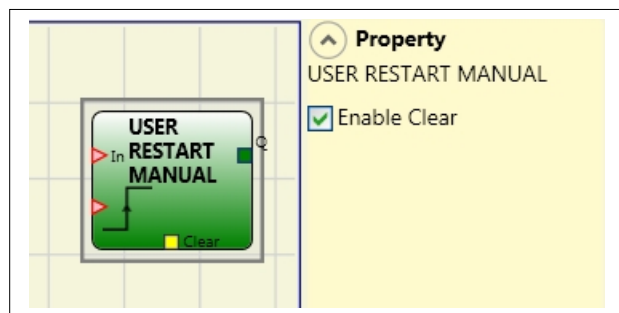 USER
RESTART
MANUAL
In
Q
Clear
Property
USER RESTART MANUAL
Enable Clear